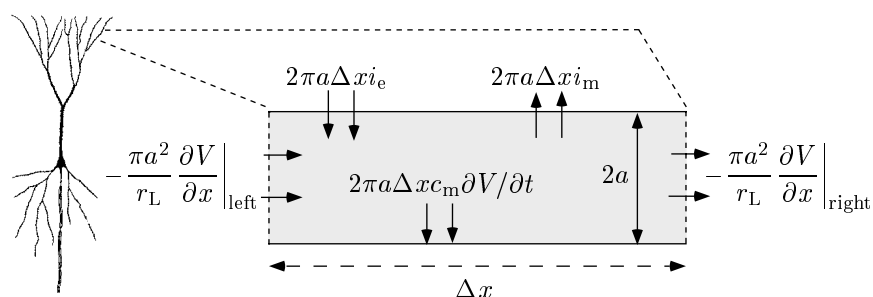 2πaΔxi_e
2πaΔxi_m
−πa²/r_L ∂V/∂x|_left
2πaΔxc_m∂V/∂t
2a
−πa²/r_L ∂V/∂x|_right
Δx